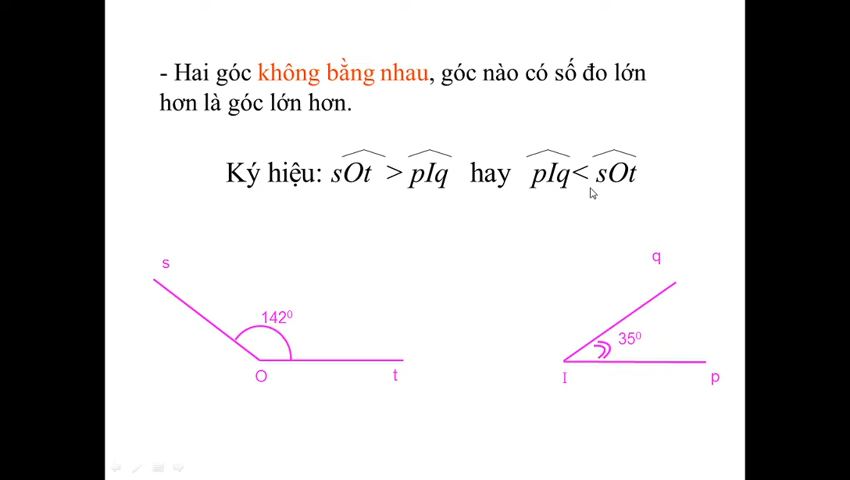 - Hai góc không bằng nhau, góc nào có số đo lớn
hơn là góc lớn hơn.
Ký hiệu: sOt > pIq hay pIq < sOt
s
142⁰
O
t
q
35⁰
I
p